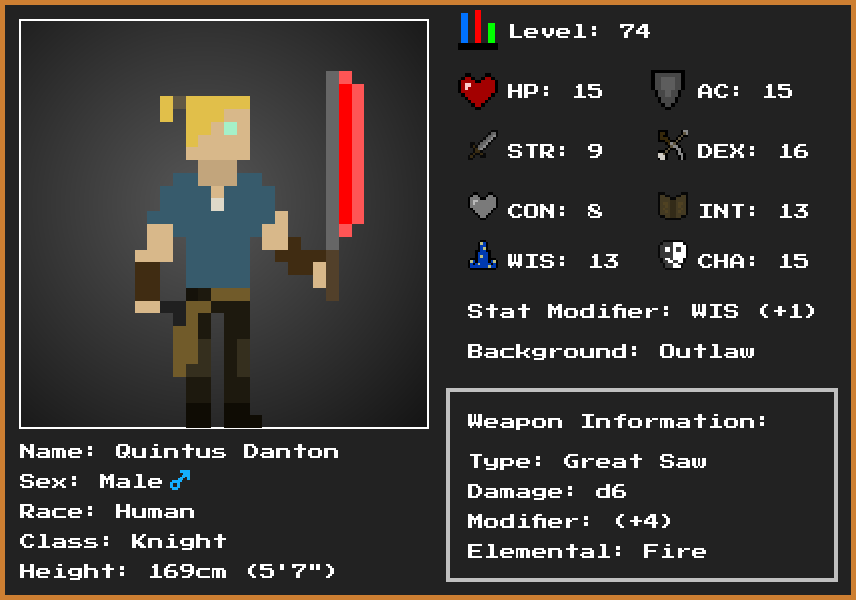 Level: 74
HP: 15
AC: 15
STR: 9
DEX: 16
CON: 8
INT: 13
WIS: 13
CHA: 15
Stat Modifier: WIS (+1)
Background: Outlaw
Name: Quintus Danton
Sex: Male♂
Race: Human
Class: Knight
Height: 169cm (5'7")
Weapon Information:
Type: Great Saw
Damage: d6
Modifier: (+4)
Elemental: Fire